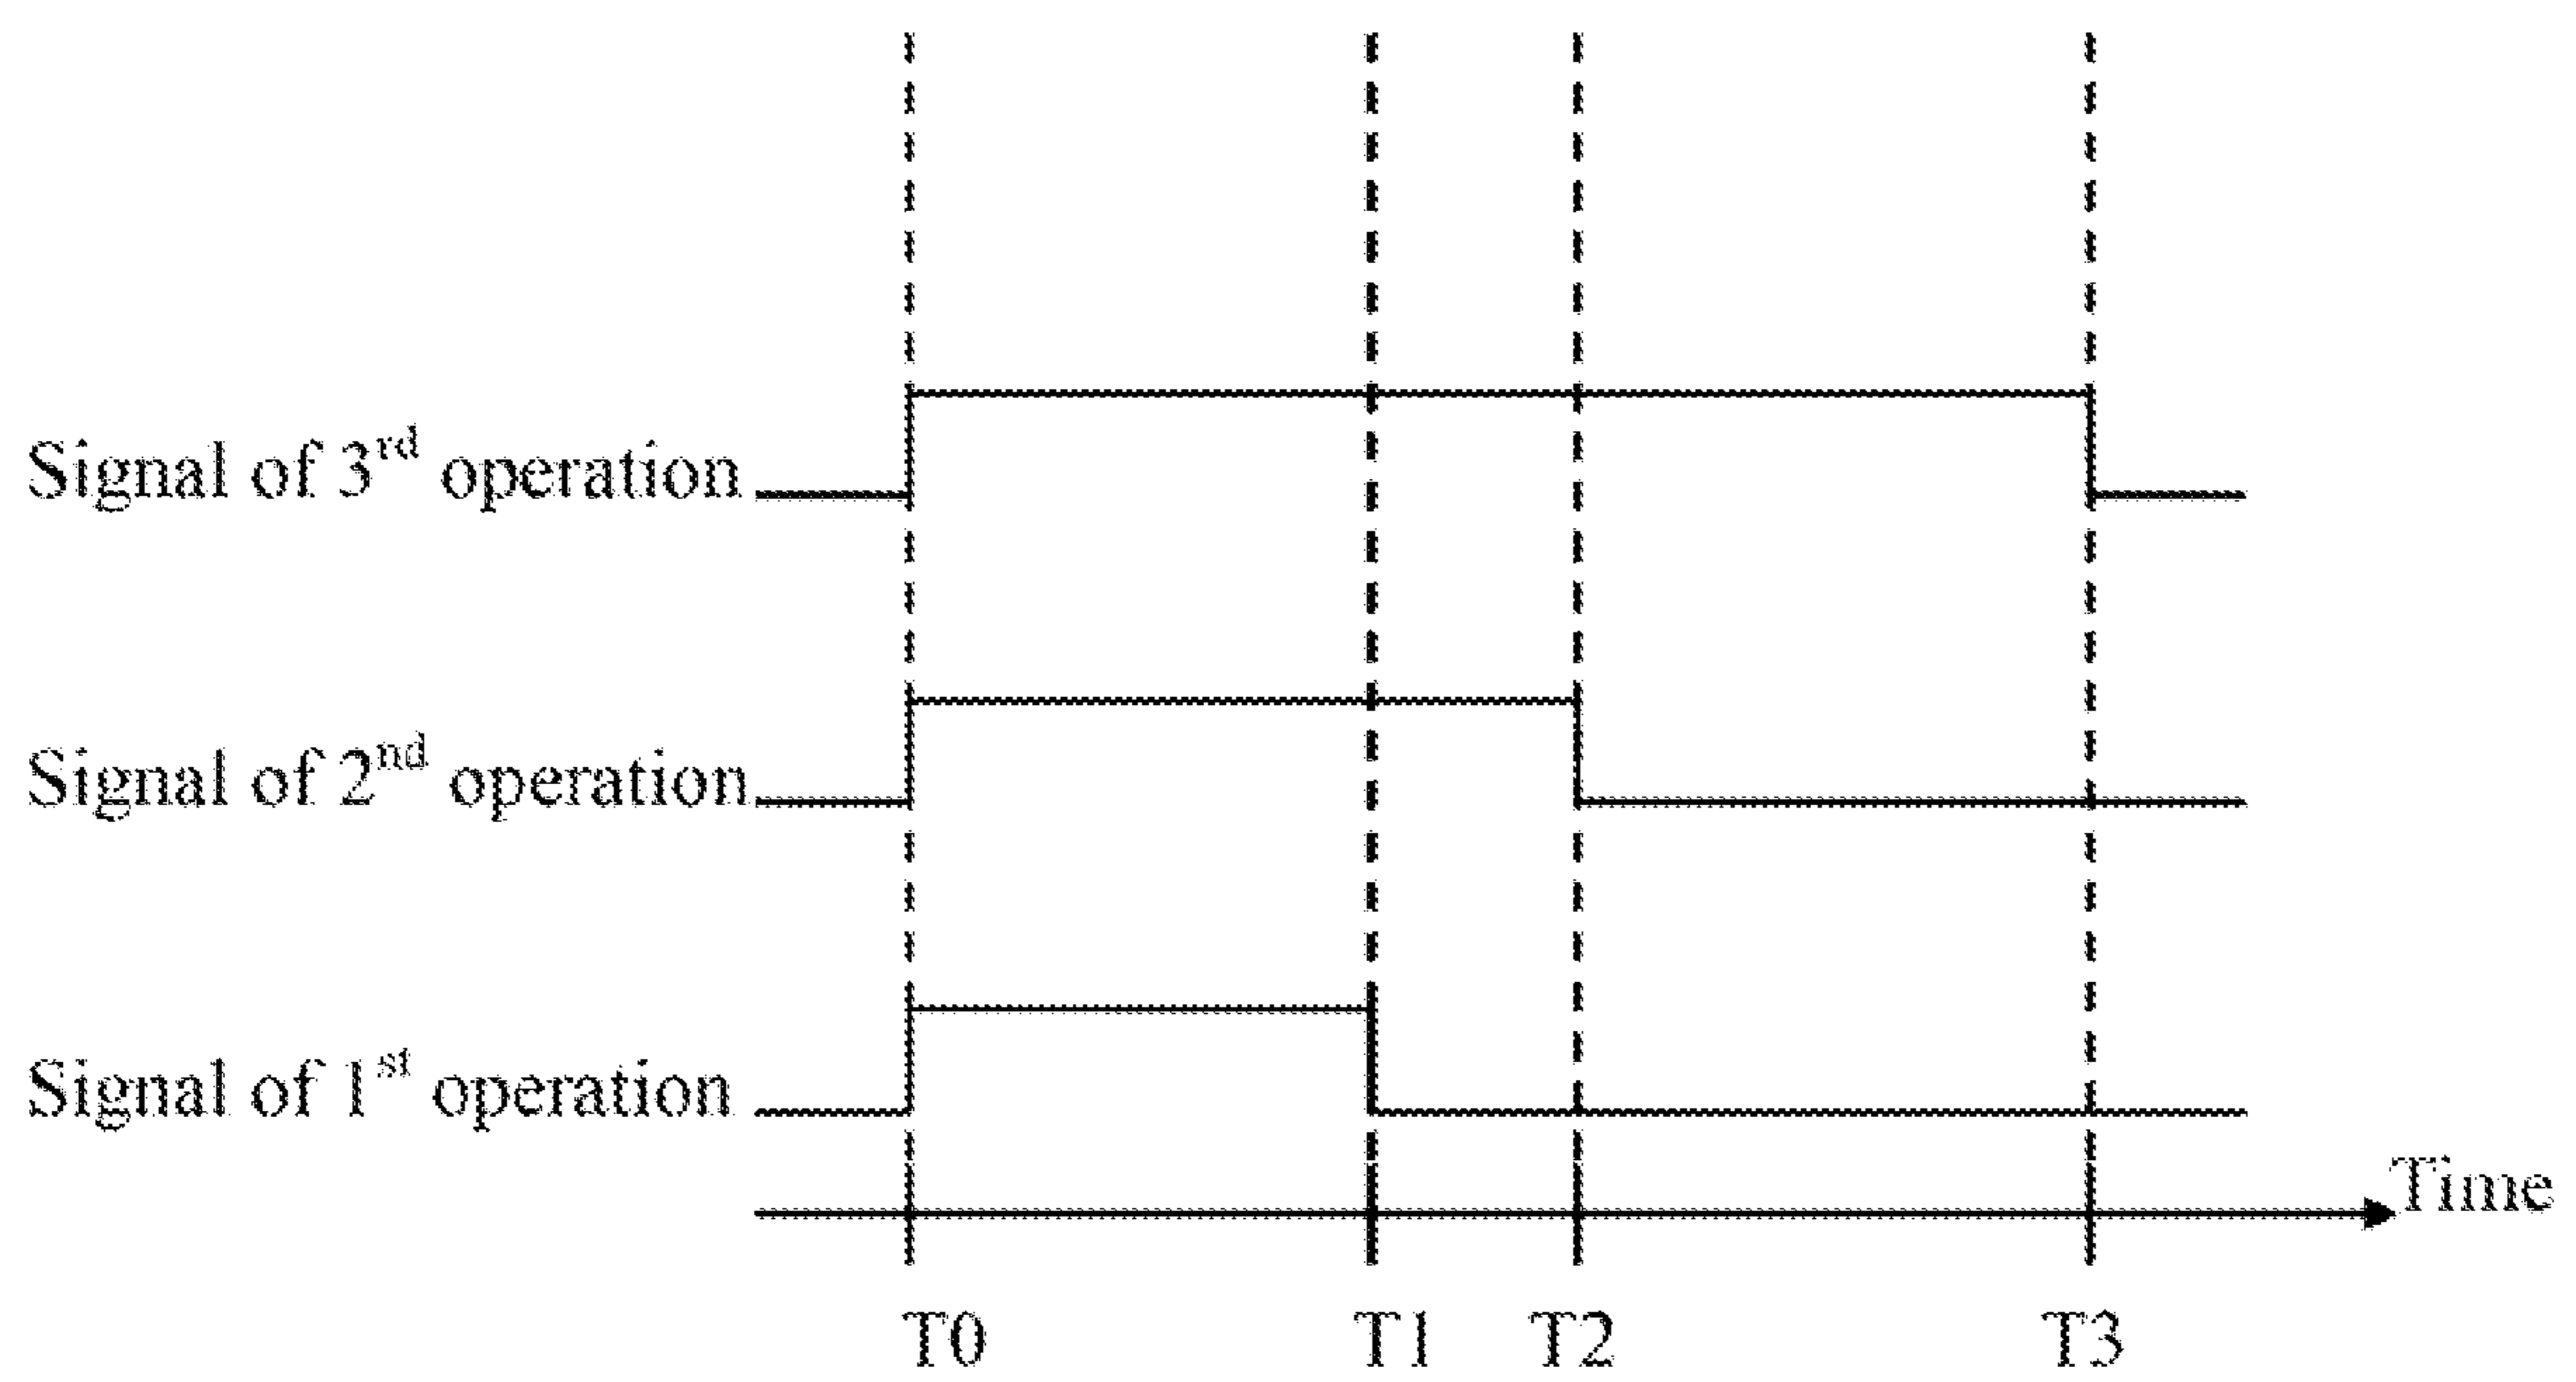 Signal of 3rd operation
Signal of 2nd operation
Signal of 1st operation
Time
T0 T1 T2 T3